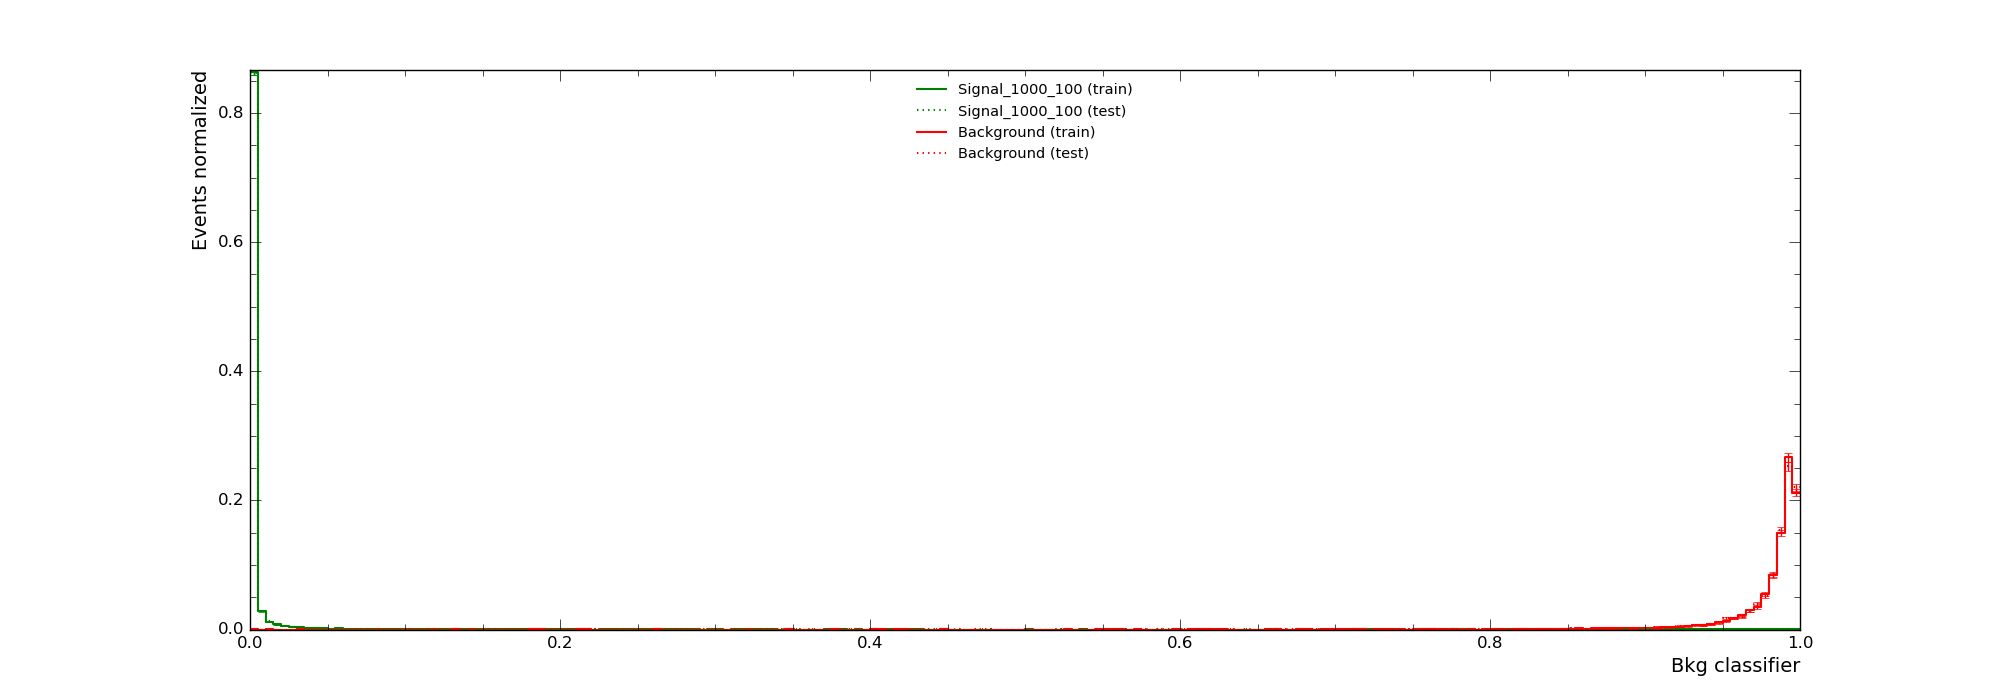 Events normalized
0.8
0.6
0.4
0.2
0.0
Signal_1000_100 (train)
Signal_1000_100 (test)
Background (train)
Background (test)
0.0 0.2 0.4 0.6 0.8 1.0
Bkg classifier